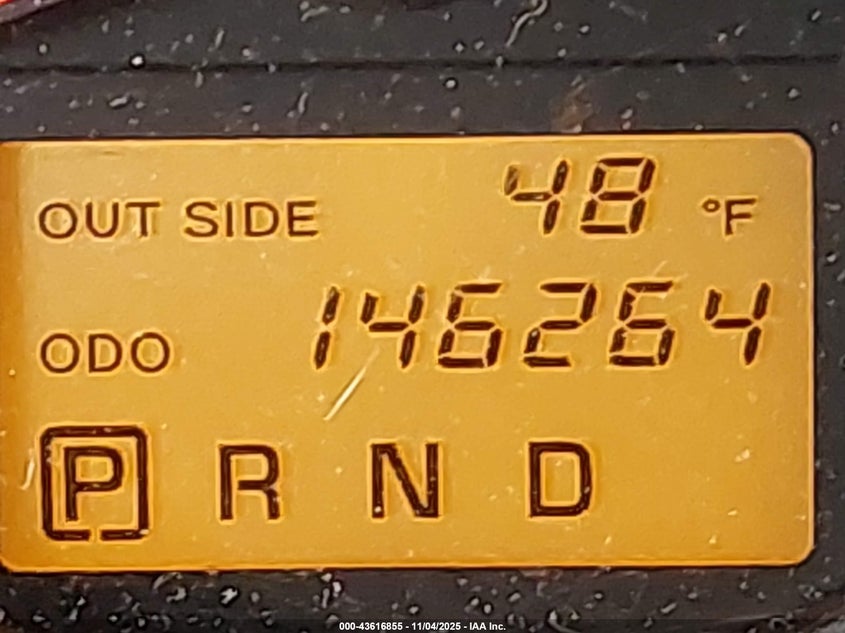 OUT SIDE 48 °F
ODO 146264
P R N D
000-43616855 - 11/04/2025 - IAA Inc.